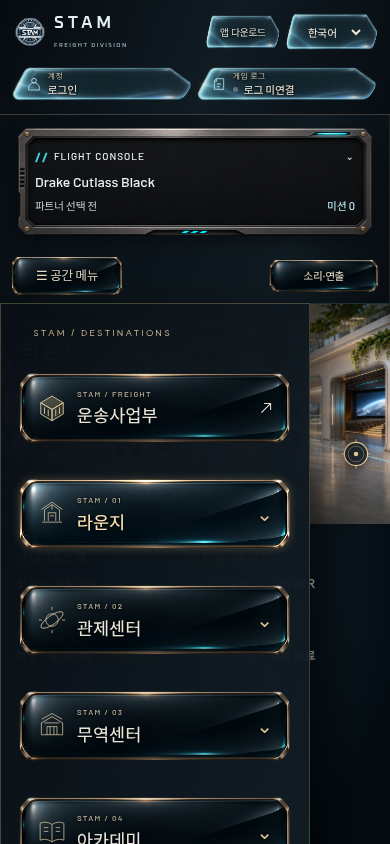 STAM
FREIGHT DIVISION
앱 다운로드
한국어
계정
로그인
게임 로그
로그 미연결
// FLIGHT CONSOLE
Drake Cutlass Black
파트너 선택 전
미션 0
☰ 공간 메뉴
소리·연출
STAM / DESTINATIONS
STAM / FREIGHT
운송사업부
STAM / 01
라운지
STAM / 02
관제센터
STAM / 03
무역센터
STAM / 04
아카데미